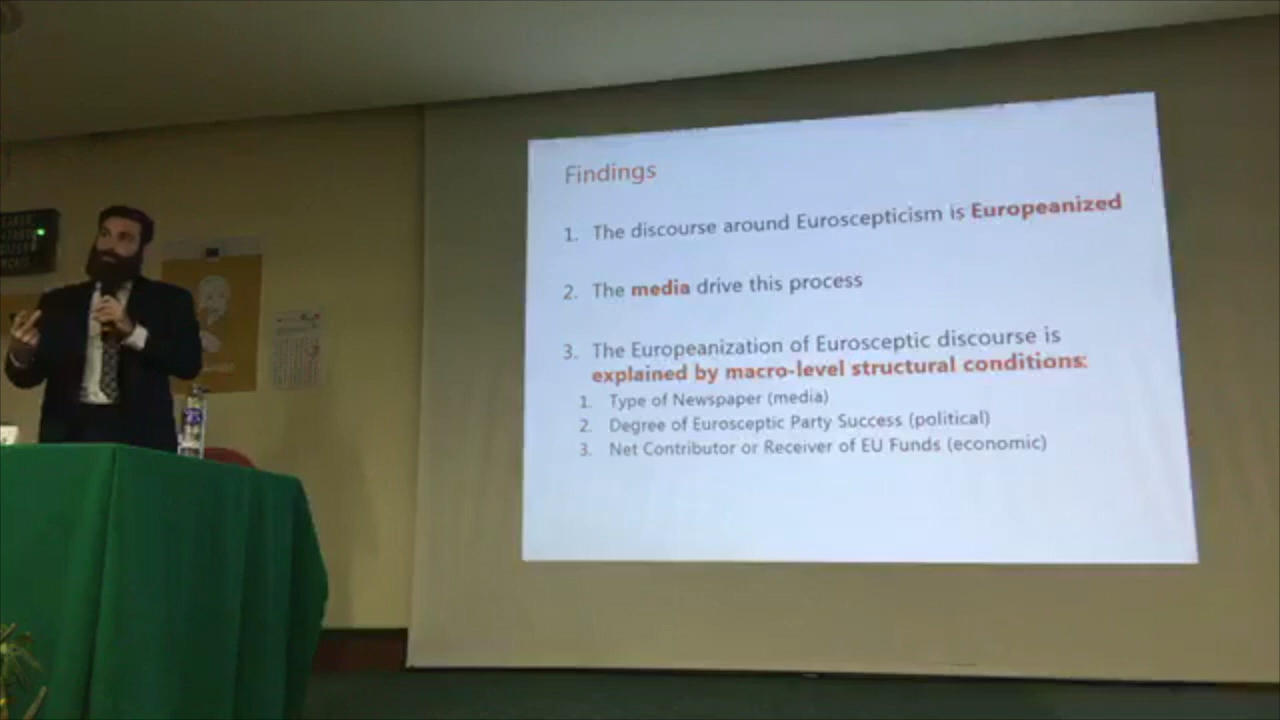 Findings
1. The discourse around Euroscepticism is Europeanized
2. The media drive this process
3. The Europeanization of Eurosceptic discourse is
explained by macro-level structural conditions:
1. Type of Newspaper (media)
2. Degree of Eurosceptic Party Success (political)
3. Net Contributor or Receiver of EU Funds (economic)